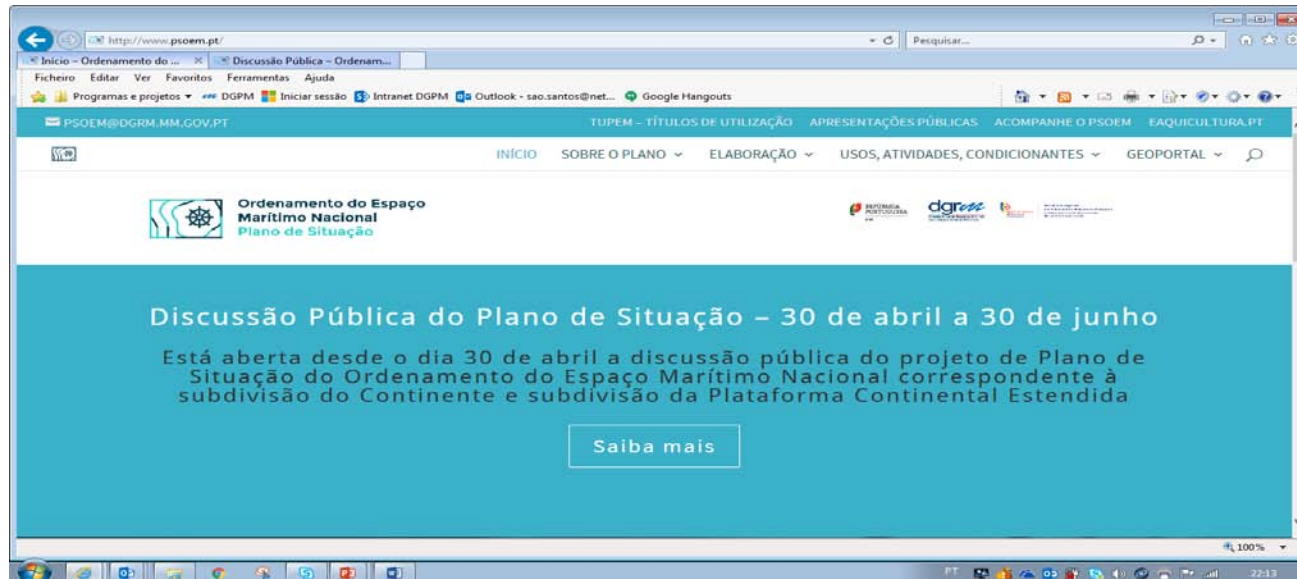 http://www.psoem.pt/
Pesquisar...
Início – Ordenamento do ...
Discussão Pública – Ordenam...
Ficheiro Editar Ver Favoritos Ferramentas Ajuda
Programas e projetos DGPM Iniciar sessão Intranet DGPM Outlook - sao.santos@net... Google Hangouts
PSOEM@DGRM.MM.GOV.PT TUPEM – TÍTULOS DE UTILIZAÇÃO APRESENTAÇÕES PÚBLICAS ACOMPANHE O PSOEM EAQUICULTURA.PT
INÍCIO SOBRE O PLANO ELABORAÇÃO USOS, ATIVIDADES, CONDICIONANTES GEOPORTAL
Ordenamento do Espaço
Marítimo Nacional
Plano de Situação
REPÚBLICA
PORTUGUESA
dgrm
Discussão Pública do Plano de Situação – 30 de abril a 30 de junho
Está aberta desde o dia 30 de abril a discussão pública do projeto de Plano de
Situação do Ordenamento do Espaço Marítimo Nacional correspondente à
subdivisão do Continente e subdivisão da Plataforma Continental Estendida
Saiba mais
100%
PT
22:13